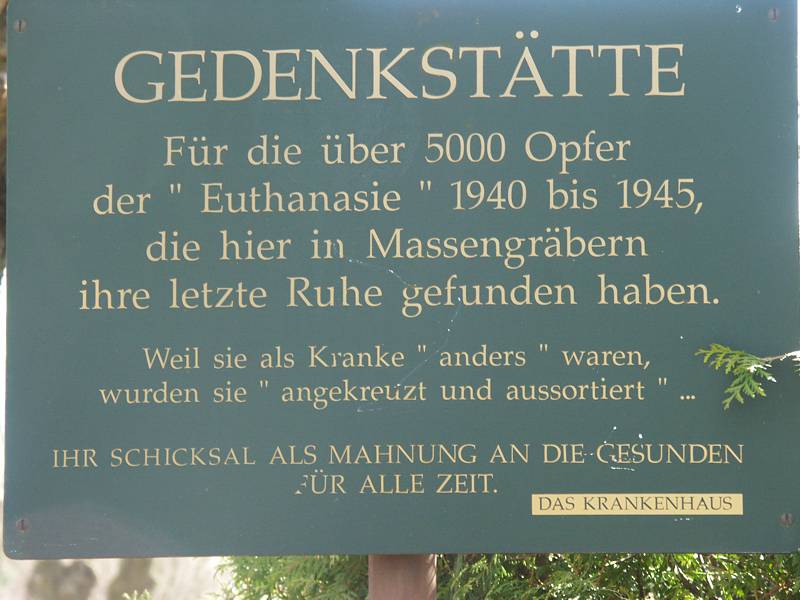 GEDENKSTÄTTE
Für die über 5000 Opfer
der " Euthanasie " 1940 bis 1945,
die hier in Massengräbern
ihre letzte Ruhe gefunden haben.
Weil sie als Kranke " anders " waren,
wurden sie " angekreuzt und aussortiert " ...
IHR SCHICKSAL ALS MAHNUNG AN DIE GESUNDEN
FÜR ALLE ZEIT.
DAS KRANKENHAUS